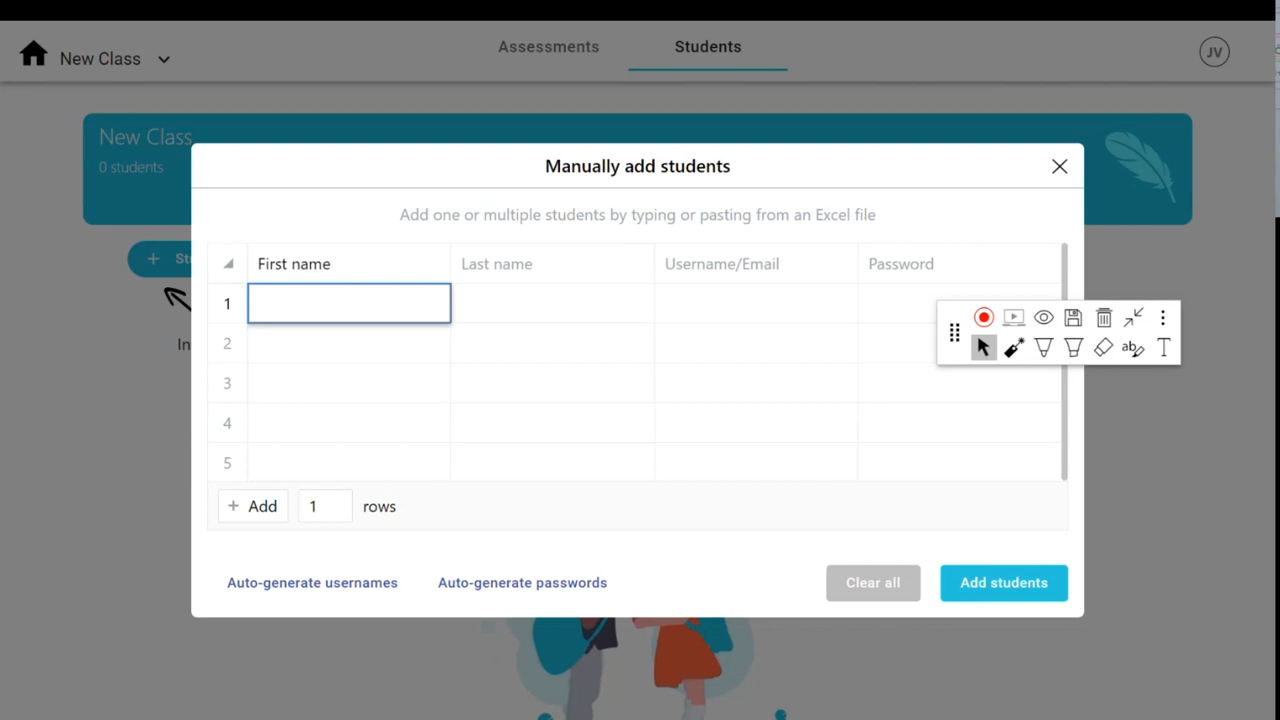 New Class
Assessments
Students
JV
New Class
0 students
Manually add students
Add one or multiple students by typing or pasting from an Excel file
First name
Last name
Username/Email
Password
1
2
3
4
5
+ Add
1
rows
Auto-generate usernames
Auto-generate passwords
Clear all
Add students